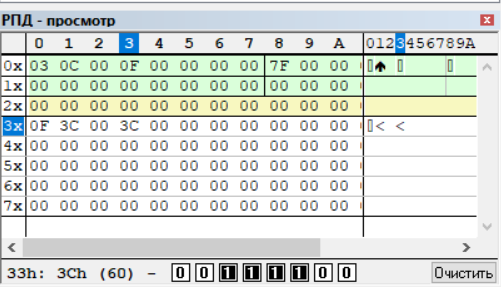 РПД - просмотр
0 1 2 3 4 5 6 7 8 9 A 0123456789A
0x 03 0C 00 0F 00 00 00 00 7F 00 00
1x 00 00 00 00 00 00 00 00 00 00 00
2x 00 00 00 00 00 00 00 00 00 00 00
3x 0F 3C 00 3C 00 00 00 00 00 00 00 < <
4x 00 00 00 00 00 00 00 00 00 00 00
5x 00 00 00 00 00 00 00 00 00 00 00
6x 00 00 00 00 00 00 00 00 00 00 00
7x 00 00 00 00 00 00 00 00 00 00 00
33h: 3Ch (60) - 0 0 1 1 1 1 0 0 Очистить